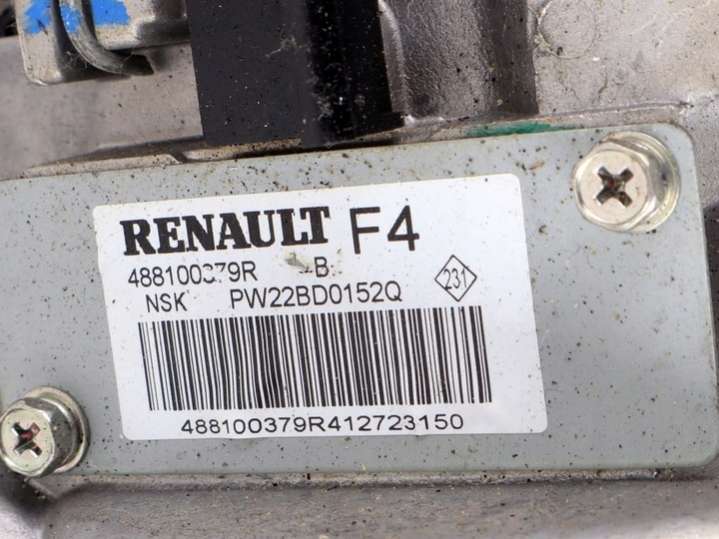 RENAULT F4
488100379R --B-
NSK PW22BD0152Q 231
488100379R412723150